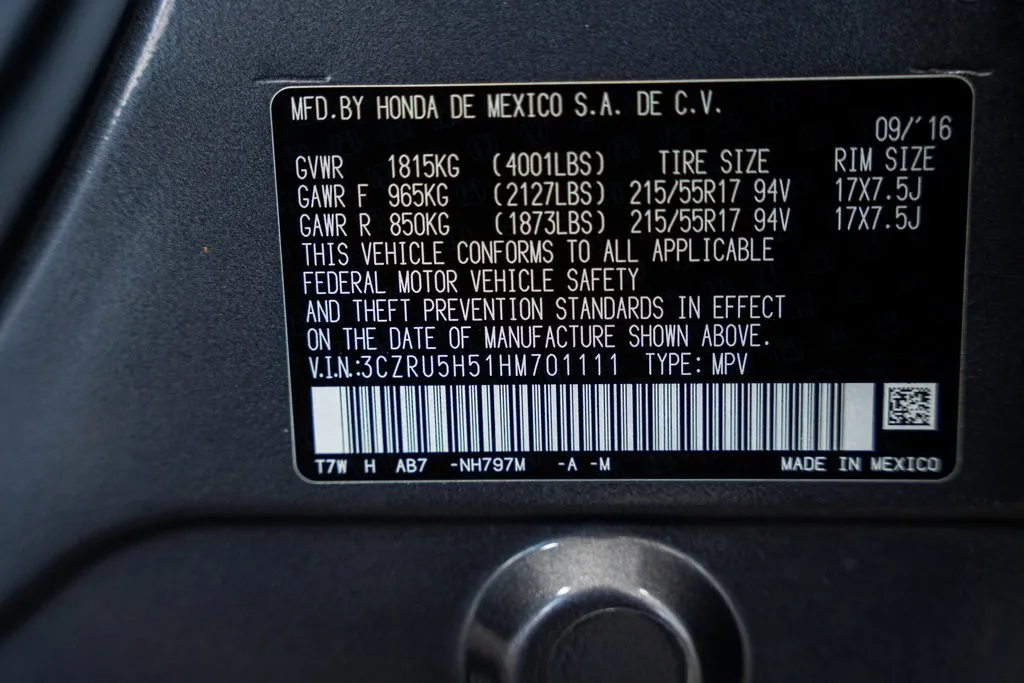 MFD.BY HONDA DE MEXICO S.A. DE C.V.
09/'16
GVWR 1815KG (4001LBS) TIRE SIZE RIM SIZE
GAWR F 965KG (2127LBS) 215/55R17 94V 17X7.5J
GAWR R 850KG (1873LBS) 215/55R17 94V 17X7.5J
THIS VEHICLE CONFORMS TO ALL APPLICABLE
FEDERAL MOTOR VEHICLE SAFETY
AND THEFT PREVENTION STANDARDS IN EFFECT
ON THE DATE OF MANUFACTURE SHOWN ABOVE.
V.I.N.:3CZRU5H51HM701111 TYPE: MPV
T7W H AB7 -NH797M -A -M MADE IN MEXICO